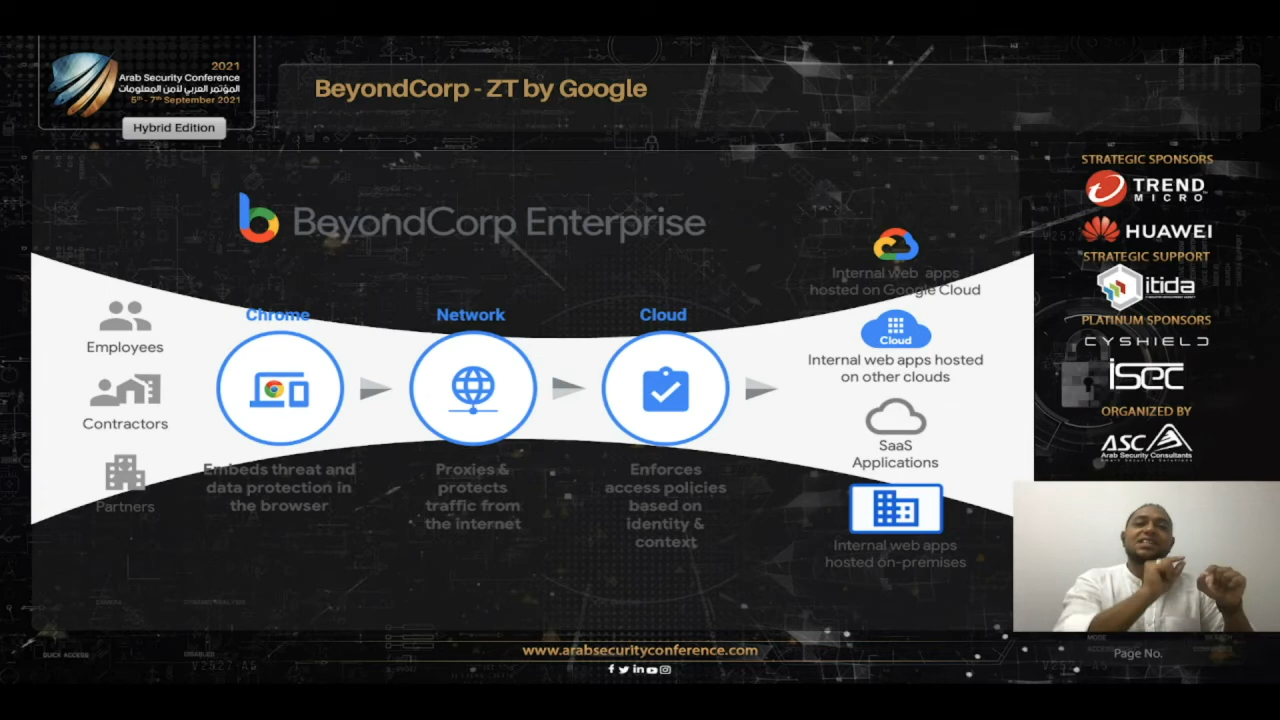 2021
Arab Security Conference
المؤتمر العربي لأمن المعلومات
5th - 7th September 2021
Hybrid Edition
BeyondCorp - ZT by Google
BeyondCorp Enterprise
Employees
Contractors
Partners
Chrome
Embeds threat and
data protection in
the browser
Network
Proxies &
protects
traffic from
the internet
Cloud
Enforces
access policies
based on
identity &
context
Internal web apps
hosted on Google Cloud
Cloud
Internal web apps hosted
on other clouds
SaaS
Applications
Internal web apps
hosted on-premises
STRATEGIC SPONSORS
TREND
MICRO
HUAWEI
STRATEGIC SUPPORT
itida
PLATINUM SPONSORS
CYSHIELD
isec
ORGANIZED BY
ASC
Arab Security Consultants
www.arabsecurityconference.com
Page No.
QUICK ACCESS